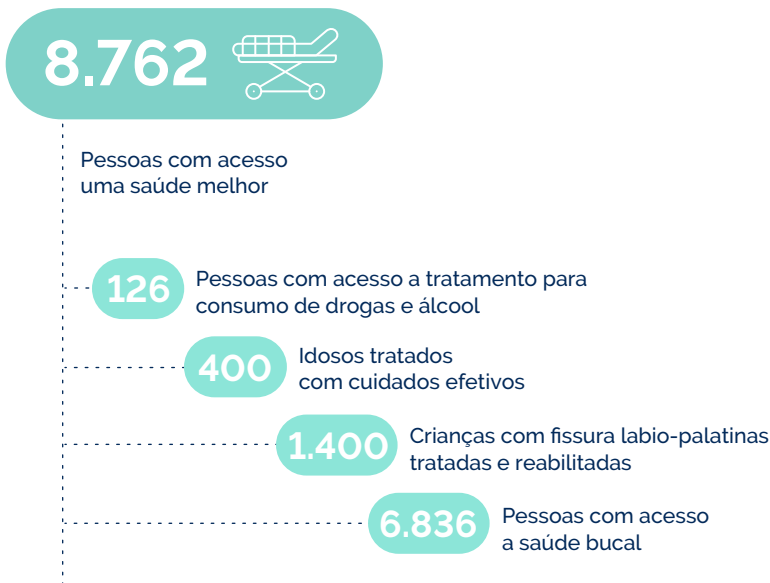 8.762
Pessoas com acesso
uma saúde melhor
126
Pessoas com acesso a tratamento para
consumo de drogas e álcool
400
Idosos tratados
com cuidados efetivos
1.400
Crianças com fissura labio-palatinas
tratadas e reabilitadas
6.836
Pessoas com acesso
a saúde bucal